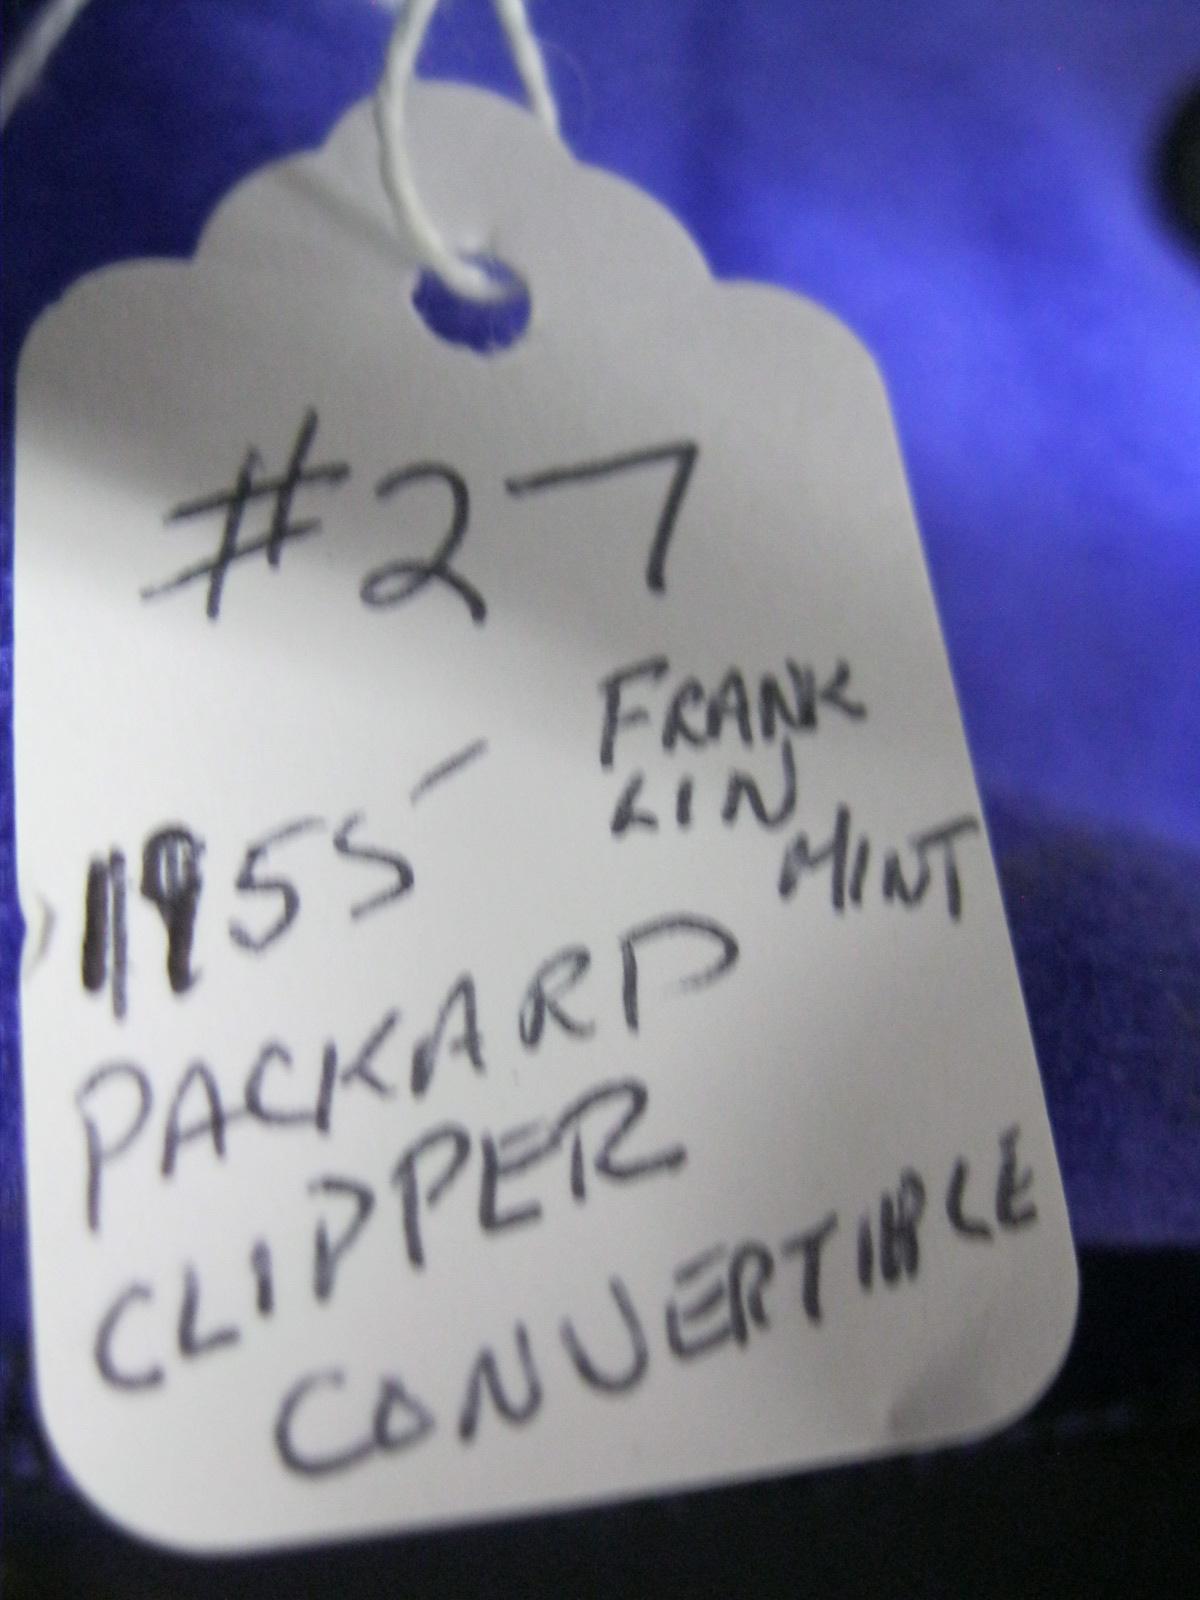 #27
FRANK
LIN
MINT
1955
PACKARD
CLIPPER
CONVERTIBLE